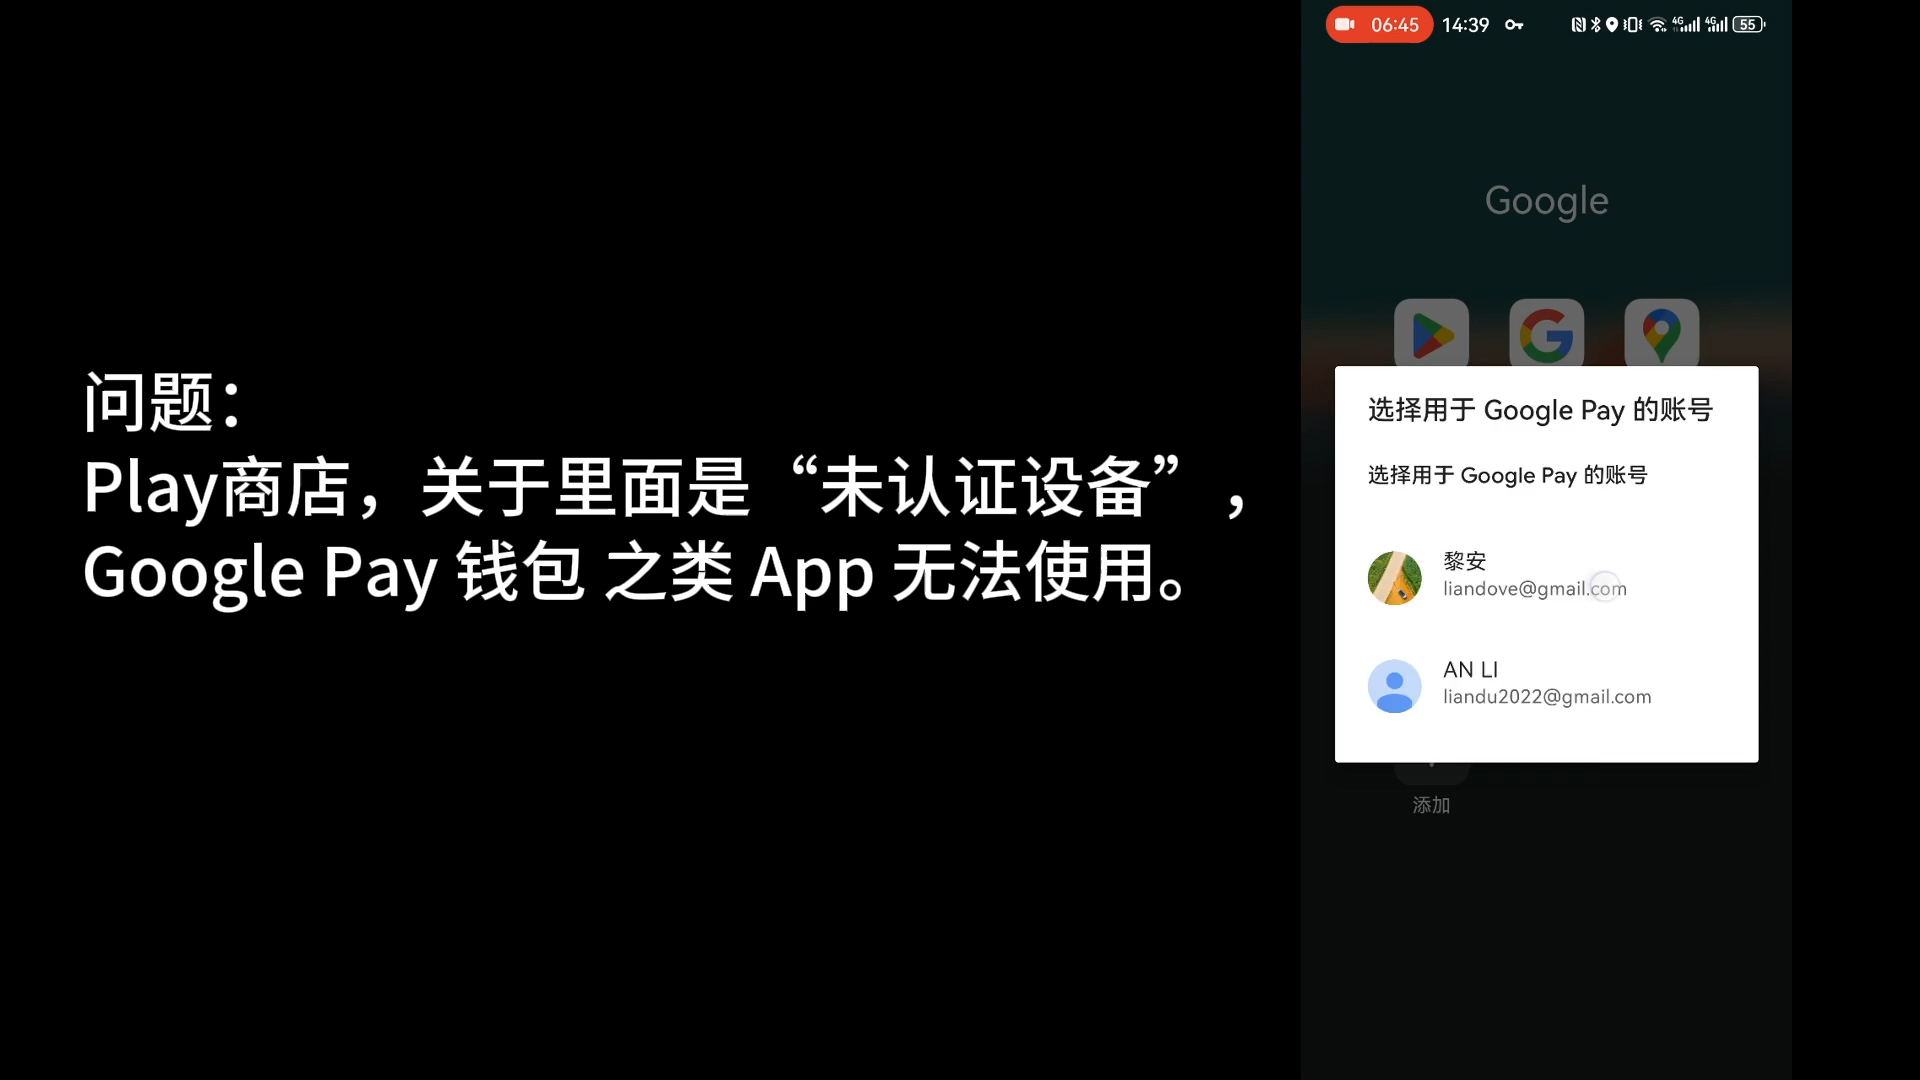 问题：
Play商店，关于里面是“未认证设备”，
Google Pay 钱包 之类 App 无法使用。
06:45 14:39 4G 4G 55
Google
选择用于 Google Pay 的账号
选择用于 Google Pay 的账号
黎安
liandove@gmail.com
AN LI
liandu2022@gmail.com
添加